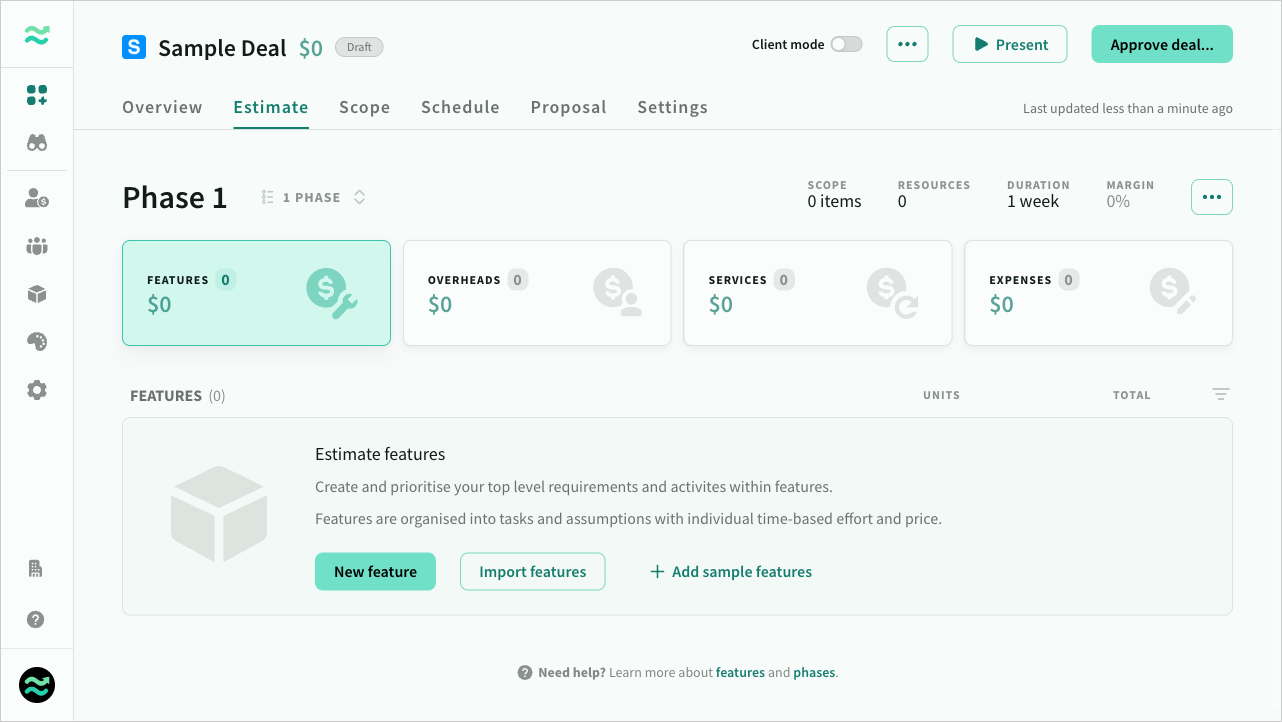 S Sample Deal $0 Draft
Client mode
Present
Approve deal...
Overview Estimate Scope Schedule Proposal Settings
Last updated less than a minute ago
Phase 1
1 PHASE
SCOPE
0 items
RESOURCES
0
DURATION
1 week
MARGIN
0%
FEATURES 0
$0
$
OVERHEADS 0
$0
$
SERVICES 0
$0
$
EXPENSES 0
$0
$
FEATURES (0) UNITS TOTAL
Estimate features
Create and prioritise your top level requirements and activites within features.
Features are organised into tasks and assumptions with individual time-based effort and price.
New feature Import features + Add sample features
? Need help? Learn more about features and phases.